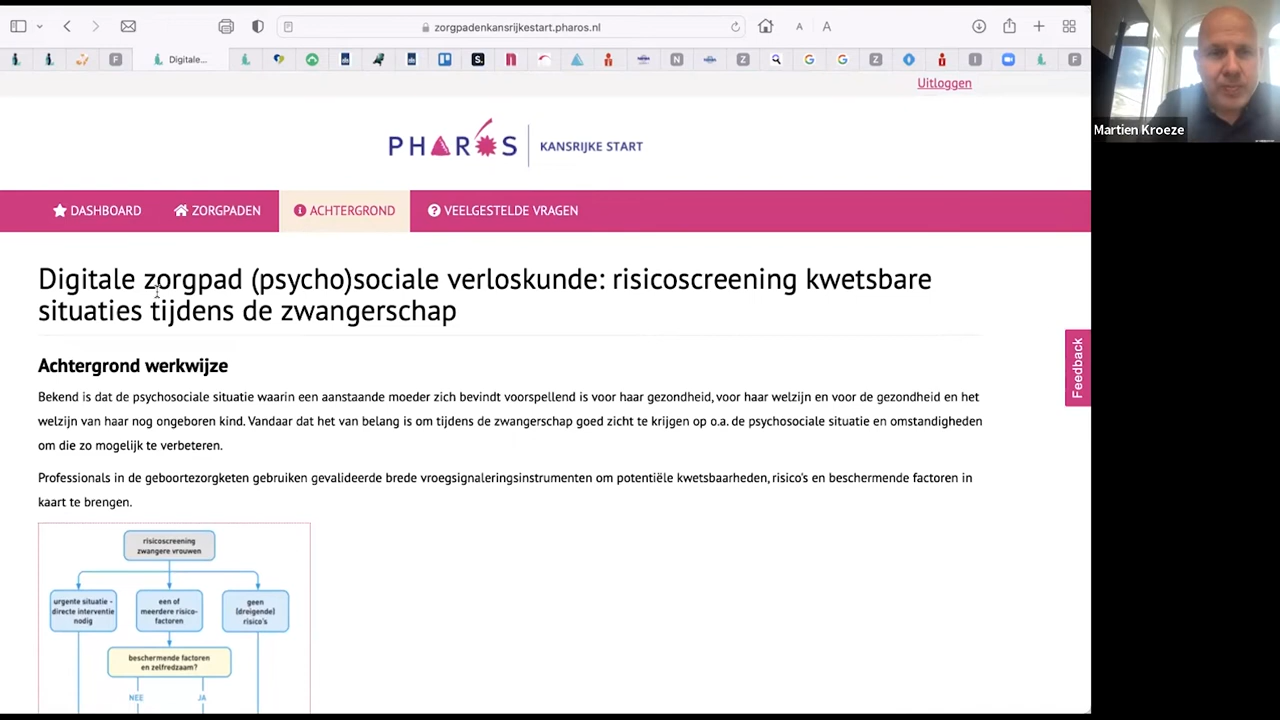 zorgpadenkansrijkestart.pharos.nl
A A
F Digitale... S. N Z G G Z I F
Uitloggen
Martien Kroeze
PHAROS KANSRIJKE START
DASHBOARD ZORGPADEN ACHTERGROND VEELGESTELDE VRAGEN
Digitale zorgpad (psycho)sociale verloskunde: risicoscreening kwetsbare
situaties tijdens de zwangerschap
Feedback
Achtergrond werkwijze
Bekend is dat de psychosociale situatie waarin een aanstaande moeder zich bevindt voorspellend is voor haar gezondheid, voor haar welzijn en voor de gezondheid en het
welzijn van haar nog ongeboren kind. Vandaar dat het van belang is om tijdens de zwangerschap goed zicht te krijgen op o.a. de psychosociale situatie en omstandigheden
om die zo mogelijk te verbeteren.
Professionals in de geboortezorgketen gebruiken gevalideerde brede vroegsignaleringsinstrumenten om potentiële kwetsbaarheden, risico's en beschermende factoren in
kaart te brengen.
risicoscreening
zwangere vrouwen
urgente situatie -
directe interventie
nodig
een of
meerdere risico-
factoren
geen
(dreigende)
risico's
beschermende factoren
en zelfredzaam?
NEE JA